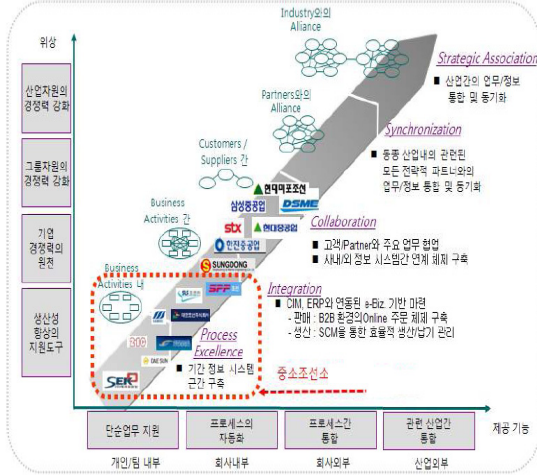 위상
산업차원의
경쟁력 강화
그룹차원의
경쟁력 강화
기업
경쟁력의
원천
생산성
향상의
지원도구
Industry와의
Alliance
Partners와의
Alliance
Customers /
Suppliers 간
Business
Activities 간
Business
Activities 내
Strategic Association
■ 산업간의 업무/정보
통합 및 동기화
Synchronization
■ 동종 산업내의 관련된
모든 전략적 파트너와의
업무/정보 통합 및 동기화
현대미포조선
삼성중공업
DSME
stx
현대중공업
한진중공업
SUNGDONG
SPP
Collaboration
■ 고객/Partner와 주요 업무 협업
■ 사내/외 정보 시스템간 연계 체제 구축
Integration
■ CIM, ERP와 연동된 e-Biz. 기반 마련
- 판매 : B2B 환경의Online 주문 체제 구축
- 생산 : SCM을 통한 효율적 생산/납기 관리
Process
Excellence
■ 기간 정보 시스템
근간 구축
DAE SUN
중소조선소
단순업무 지원
프로세스의
자동화
프로세스간
통합
관련 산업간
통합
제공 기능
개인/팀 내부
회사내부
회사외부
산업외부